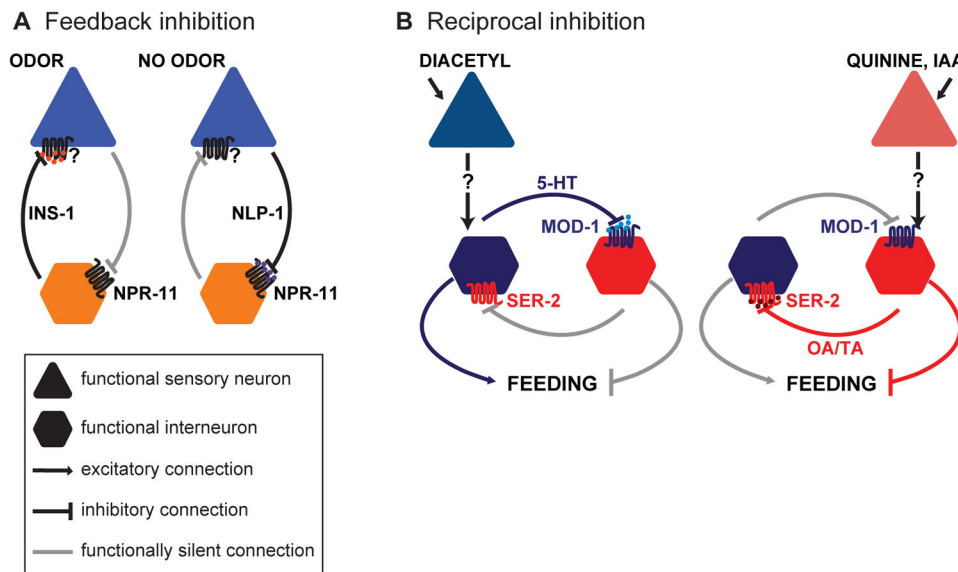 A Feedback inhibition
ODOR
NO ODOR
?
?
INS-1
NLP-1
NPR-11
NPR-11
functional sensory neuron
functional interneuron
excitatory connection
inhibitory connection
functionally silent connection
B Reciprocal inhibition
DIACETYL
?
5-HT
MOD-1
SER-2
FEEDING
QUININE, IAA
?
MOD-1
SER-2
OA/TA
FEEDING